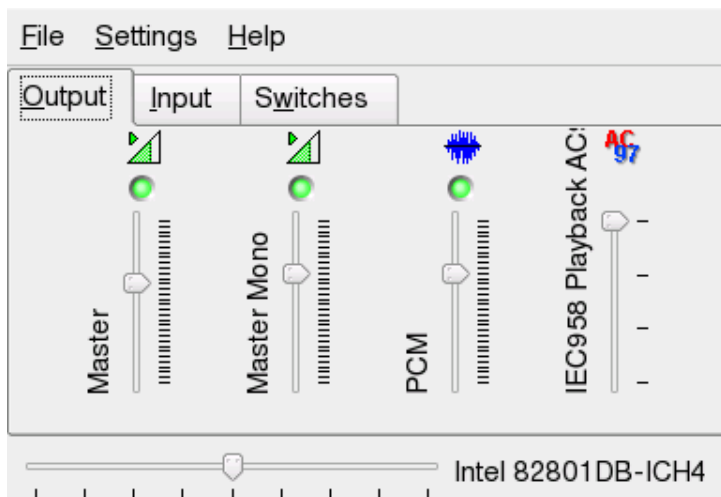 File Settings Help
Output Input Switches
Master
Master Mono
PCM
IEC958 Playback AC
AC
97
Intel 82801DB-ICH4